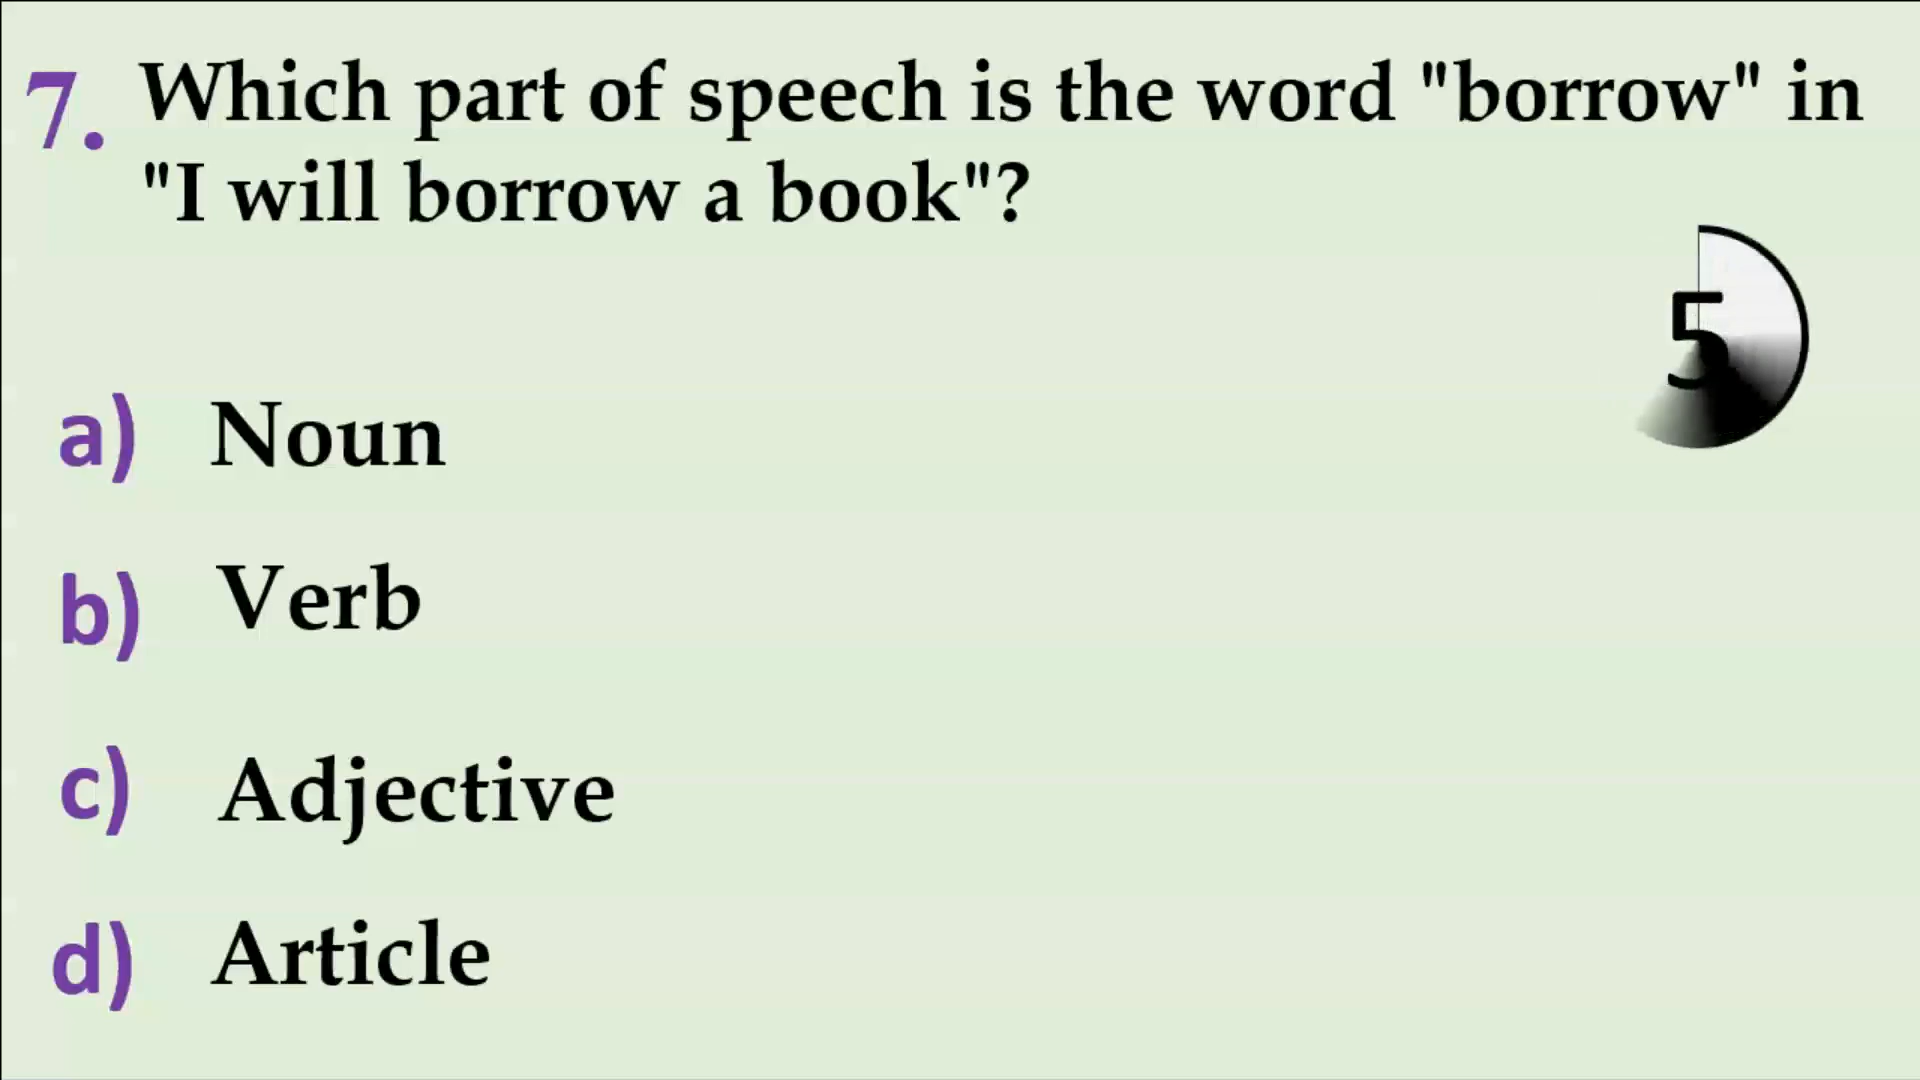 7. Which part of speech is the word "borrow" in
"I will borrow a book"?
5
a) Noun
b) Verb
c) Adjective
d) Article